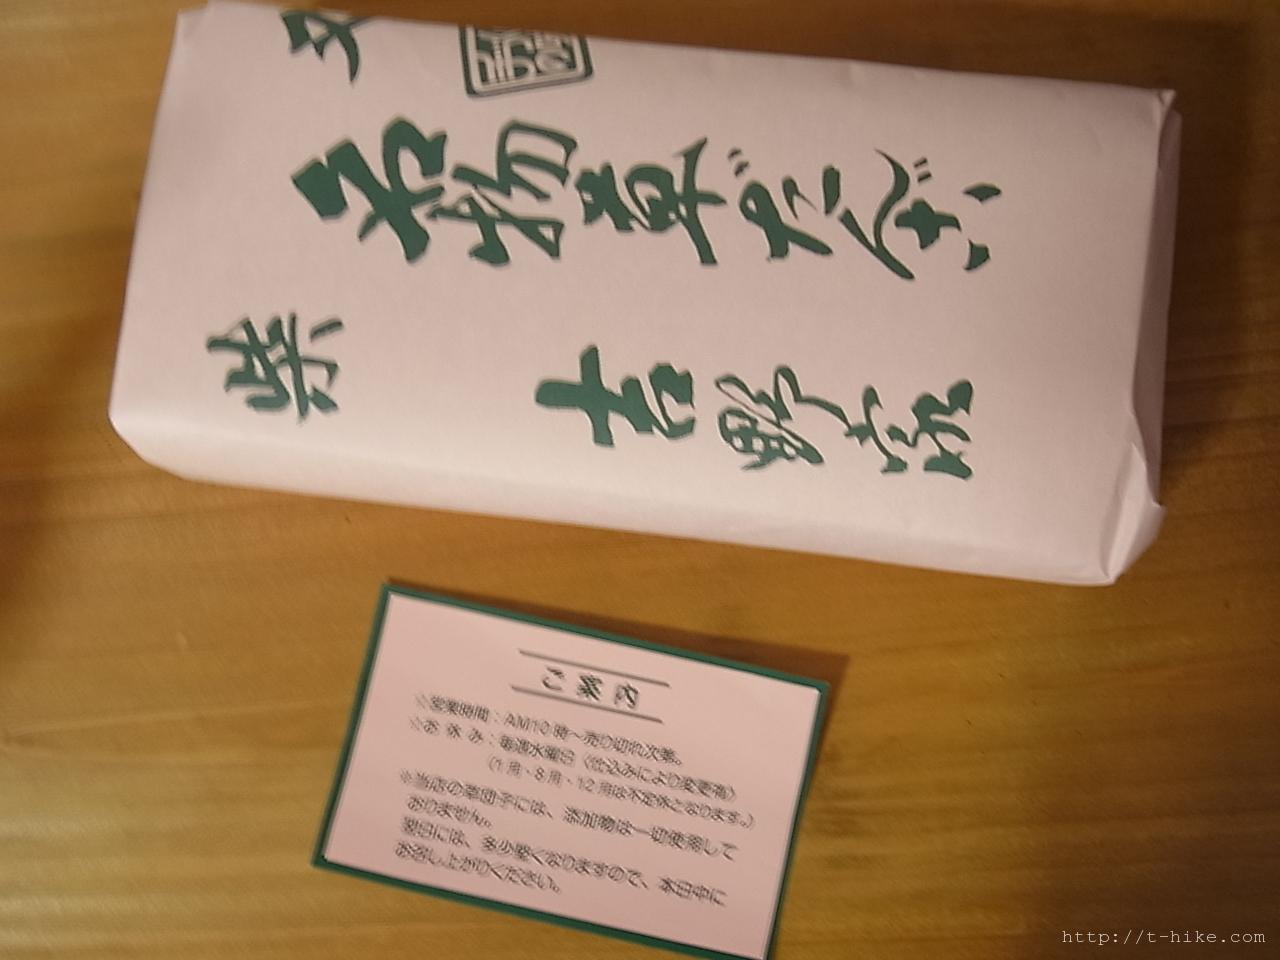 名物草だんご
柴又
吉野家
ご案内
※営業時間：AM10時～売り切れ次第。
※お休み：毎週水曜日（仕込みにより変更有）
（1月・8月・12月は不定休となります。）
※当店の草団子には、添加物は一切使用して
おりません。
翌日には、多少堅くなりますので、本日中に
お召し上がりください。
http://t-hike.com